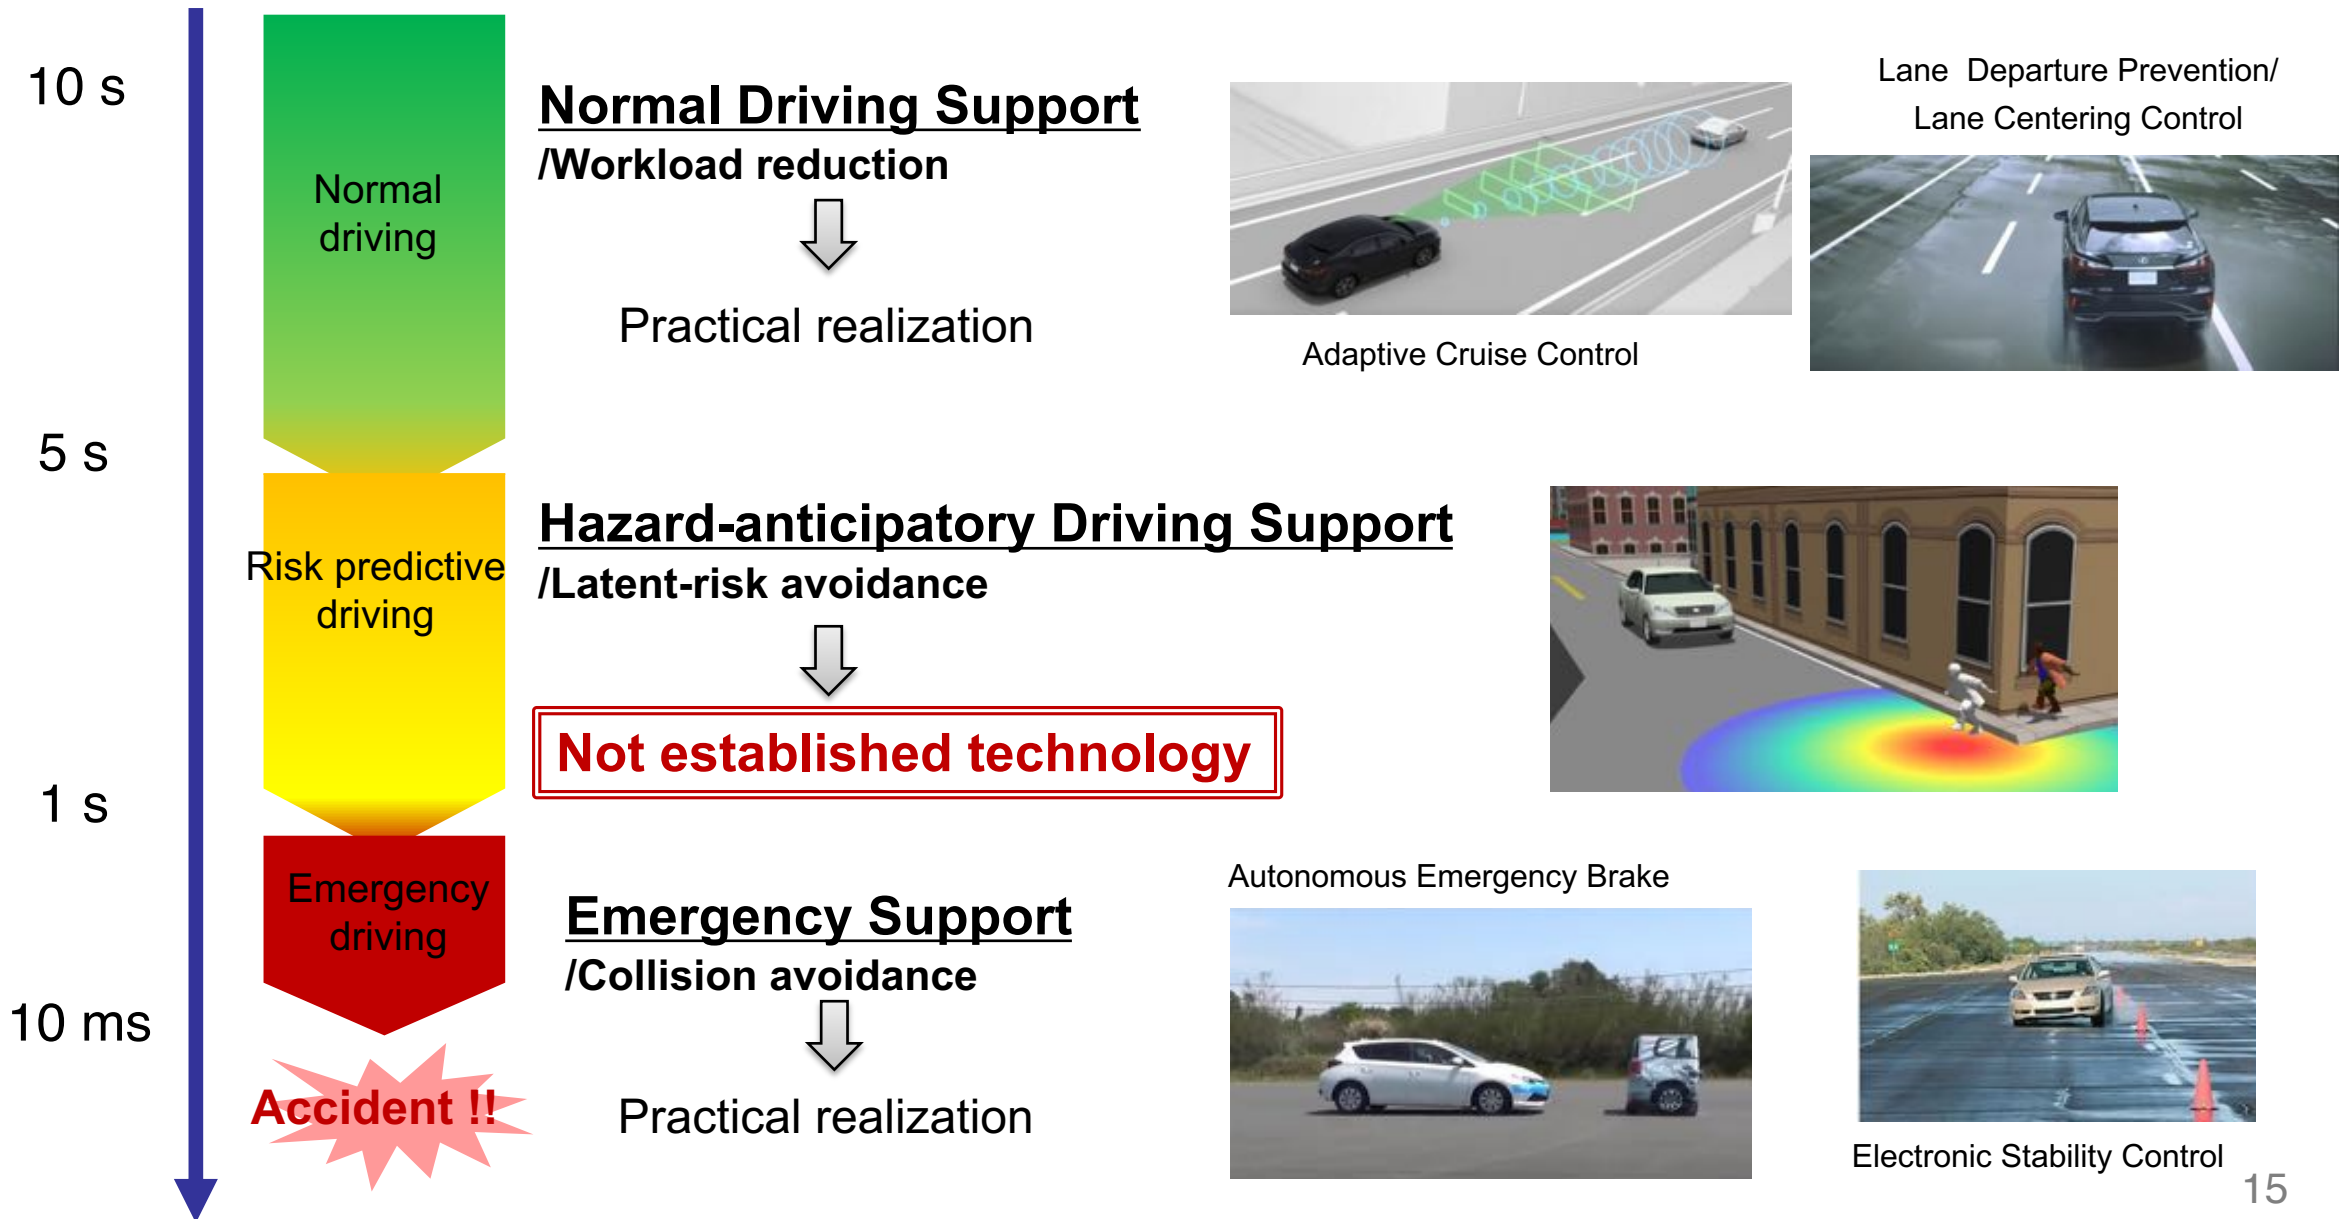 10 s
Normal
driving
Normal Driving Support
/Workload reduction
Practical realization
Adaptive Cruise Control
Lane Departure Prevention/
Lane Centering Control
5 s
Risk predictive
driving
Hazard-anticipatory Driving Support
/Latent-risk avoidance
Not established technology
1 s
Emergency
driving
Emergency Support
/Collision avoidance
Practical realization
Autonomous Emergency Brake
Electronic Stability Control
10 ms
Accident !!
15